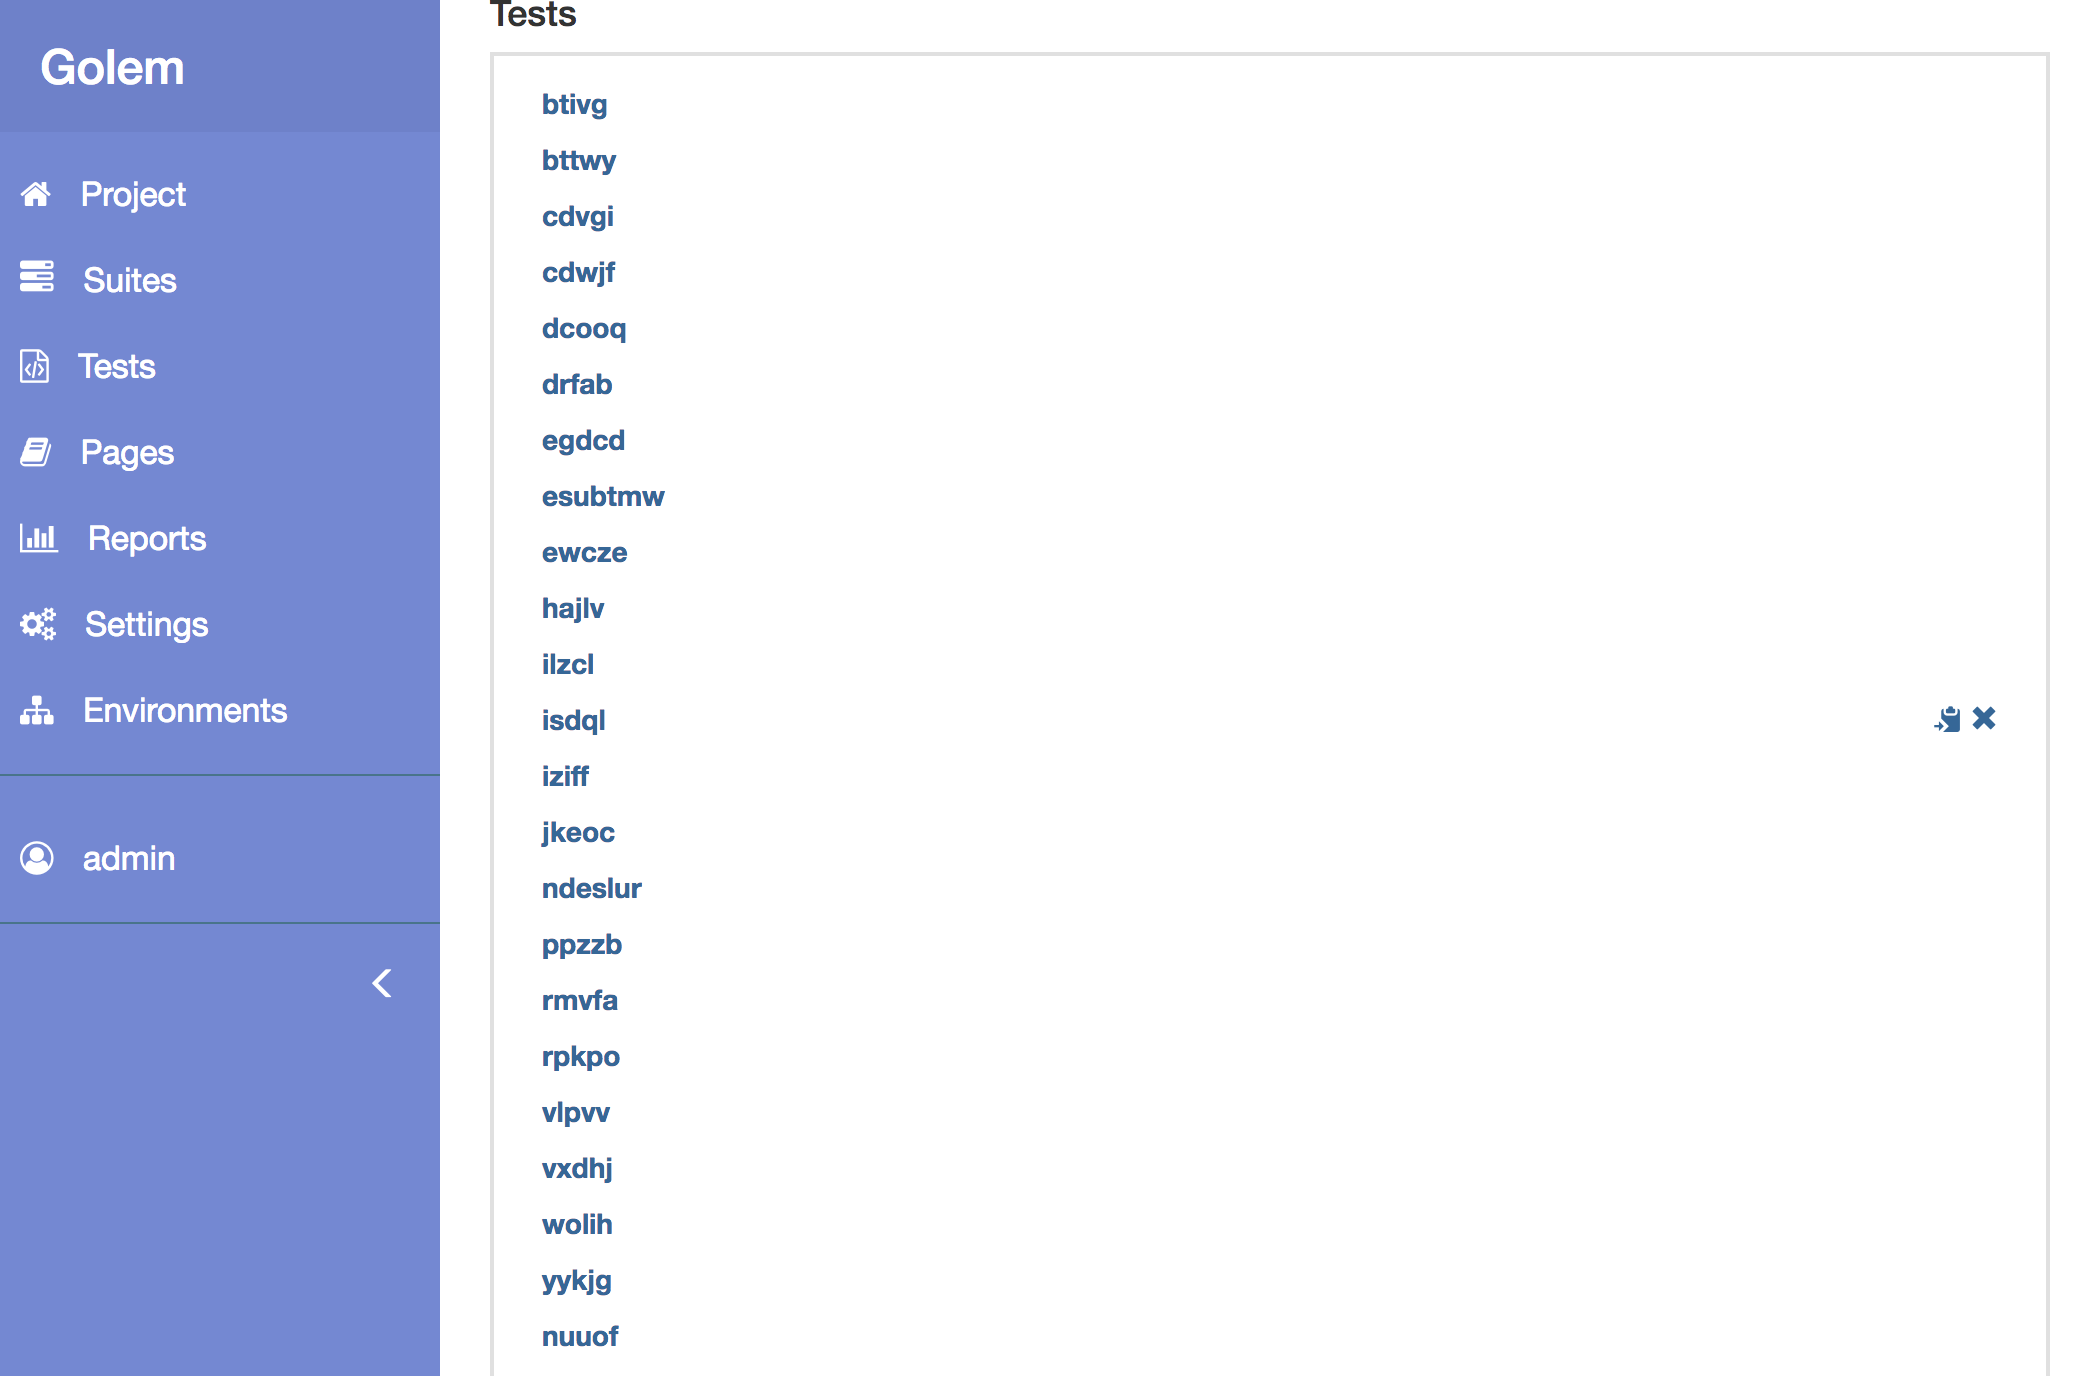 Golem
Project
Suites
Tests
Pages
Reports
Settings
Environments
admin
Tests
btivg
bttwy
cdvgi
cdwjf
dcooq
drfab
egdcd
esubtmw
ewcze
hajlv
ilzcl
isdql
iziff
jkeoc
ndeslur
ppzzb
rmvfa
rpkpo
vlpvv
vxdhj
wolih
yykjg
nuuof